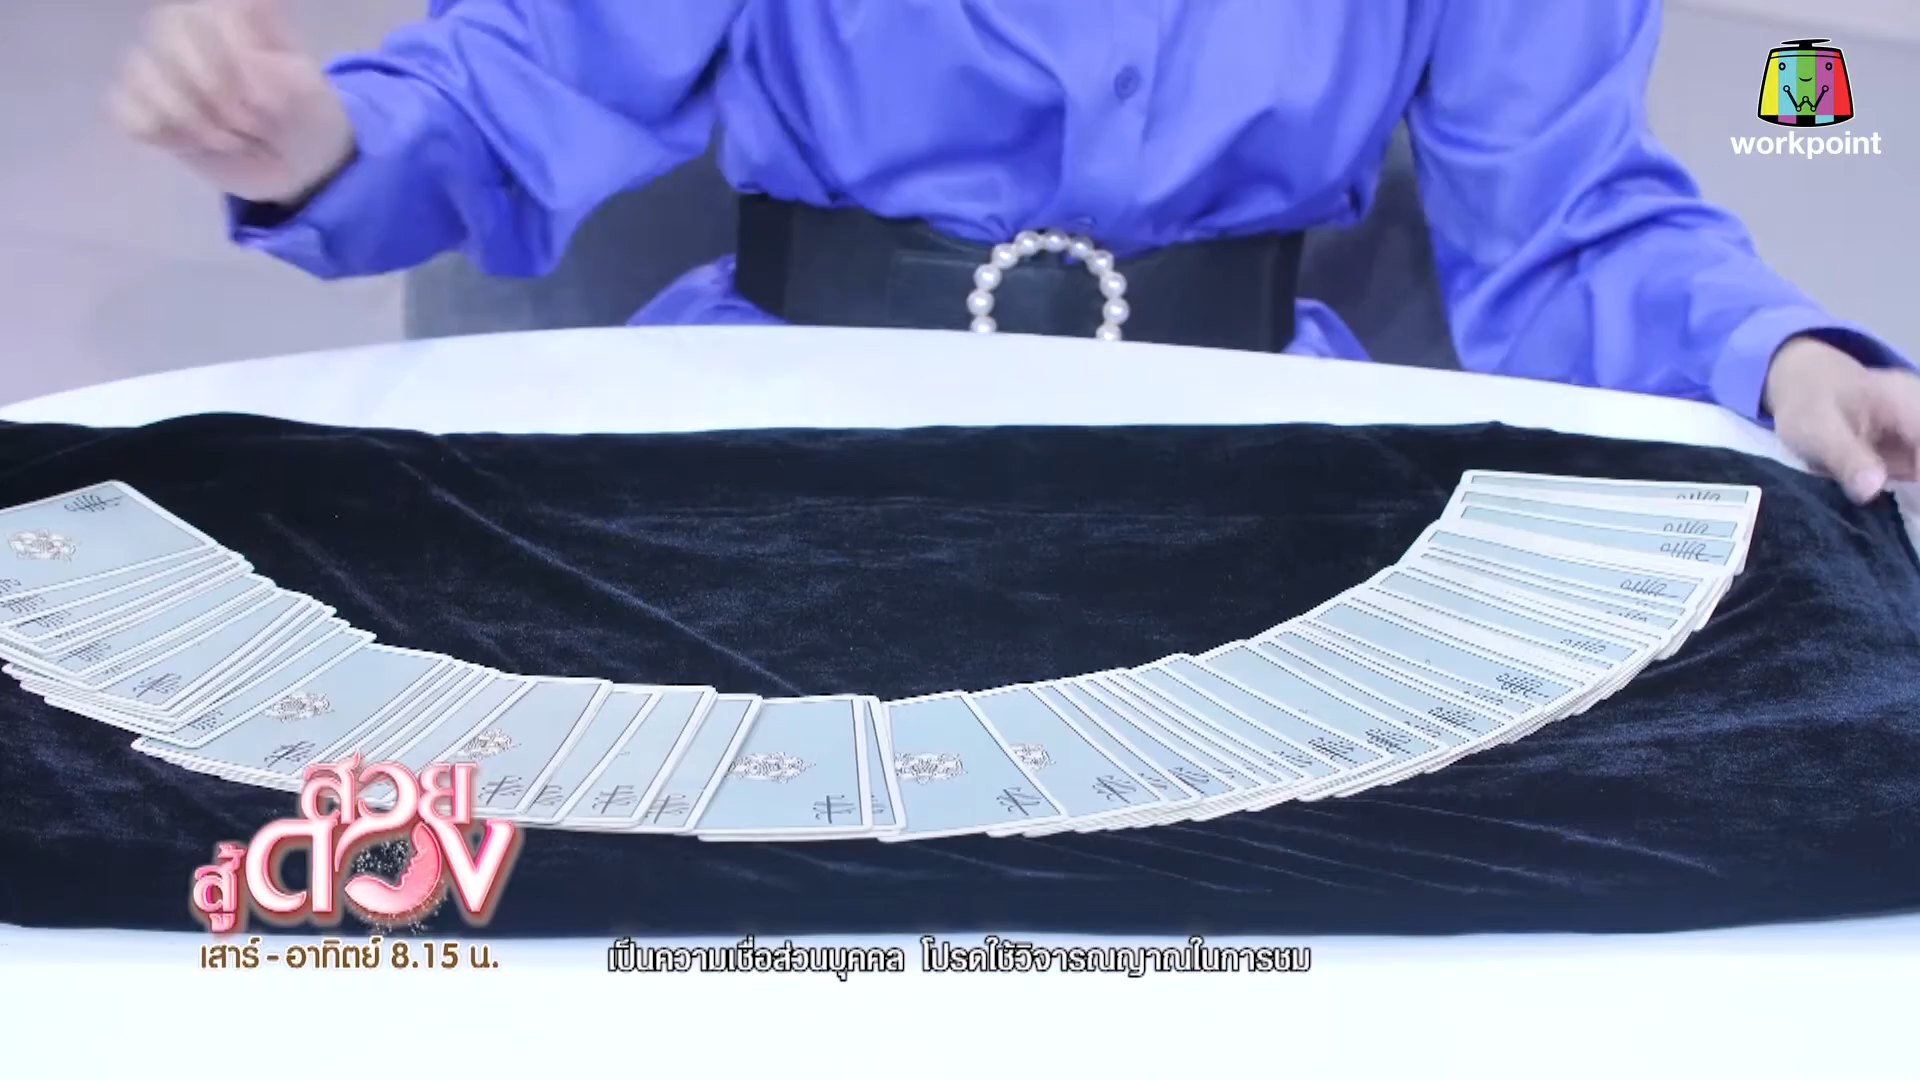 workpoint
สวย
สู้ดวง
เสาร์ - อาทิตย์ 8.15 น.
เป็นความเชื่อส่วนบุคคล โปรดใช้วิจารณญาณในการชม